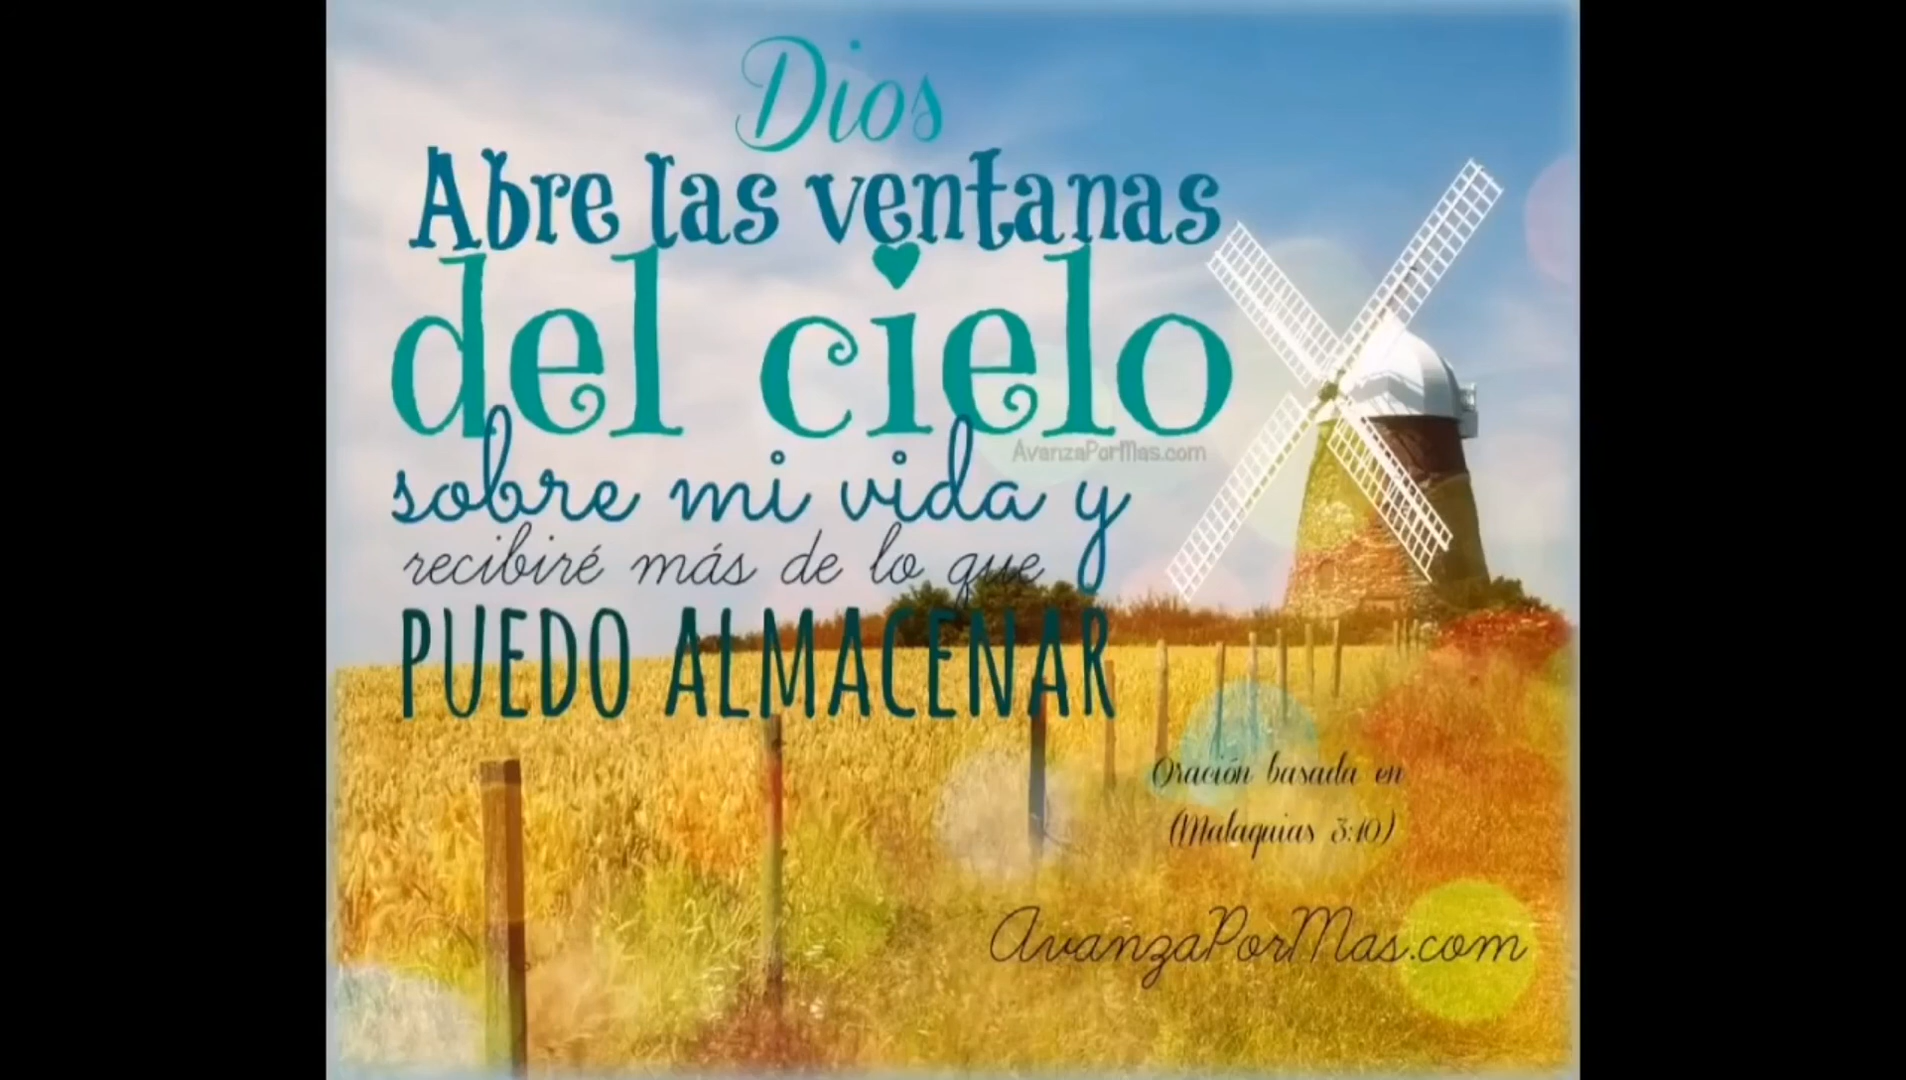 Dios
Abre las ventanas
del cielo
AvanzaPorMas.com
sobre mi vida y
recibiré más de lo que
PUEDO ALMACENAR
Oración basada en
(Malaquias 3:10)
AvanzaPorMas.com